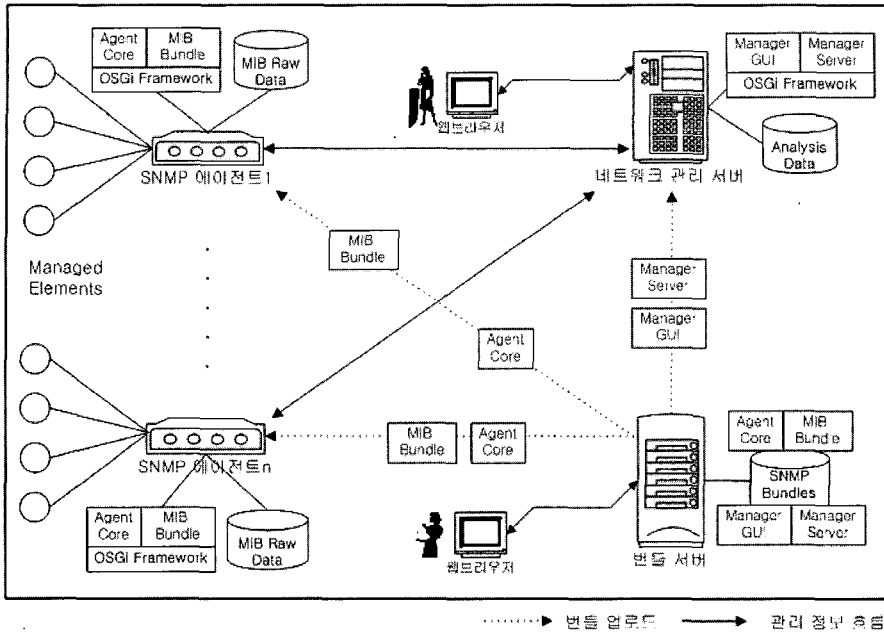 Agent Core
MIB Bundle
OSGi Framework
MIB Raw Data
SNMP 에이전트1
웹브라우저
Manager GUI
Manager Server
OSGi Framework
Analysis Data
네트워크 관리 서버
Managed Elements
MIB Bundle
Agent Core
Manager Server
Manager GUI
MIB Bundle
Agent Core
SNMP 에이전트n
Agent Core
MIB Bundle
OSGi Framework
MIB Raw Data
웹브라우저
Agent Core
MIB Bundle
SNMP Bundles
Manager GUI
Manager Server
번들 서버
번들 업로드
관리 정보 흐름